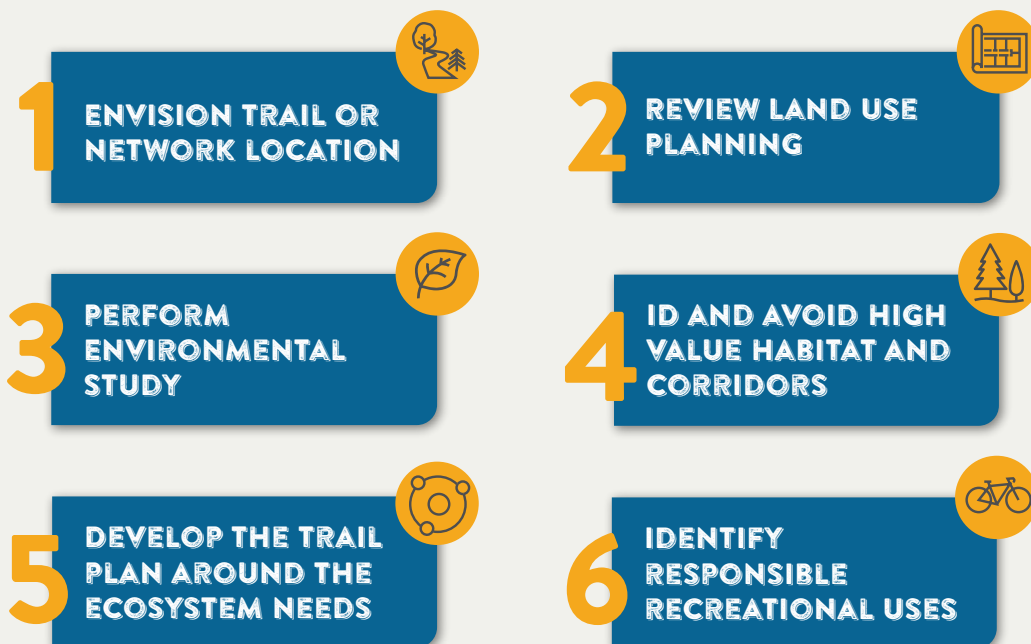 1
ENVISION TRAIL OR
NETWORK LOCATION
2
REVIEW LAND USE
PLANNING
3
PERFORM
ENVIRONMENTAL
STUDY
4
ID AND AVOID HIGH
VALUE HABITAT AND
CORRIDORS
5
DEVELOP THE TRAIL
PLAN AROUND THE
ECOSYSTEM NEEDS
6
IDENTIFY
RESPONSIBLE
RECREATIONAL USES